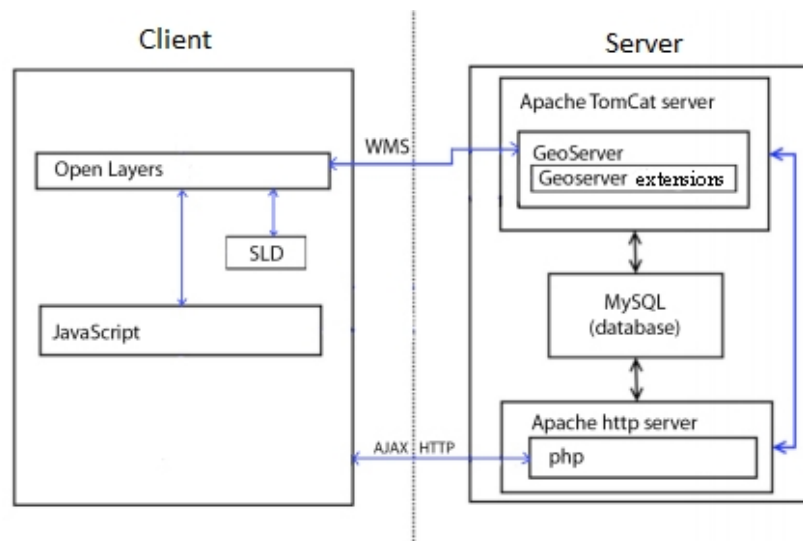 Client
Server
Apache TomCat server
WMS
GeoServer
Open Layers
Geoserver extensions
SLD
MySQL
(database)
JavaScript
Apache http server
AJAX HTTP
php